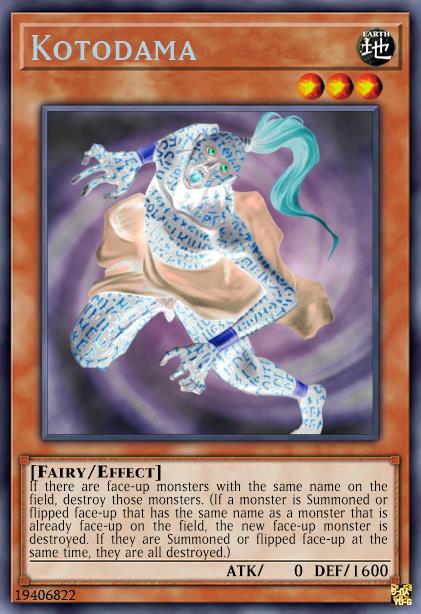 KOTODAMA
EARTH
地
[FAIRY/EFFECT]
If there are face-up monsters with the same name on the
field, destroy those monsters. (If a monster is Summoned or
flipped face-up that has the same name as a monster that is
already face-up on the field, the new face-up monster is
destroyed. If they are Summoned or flipped face-up at the
same time, they are all destroyed.)
ATK/ 0 DEF/1600
19406822